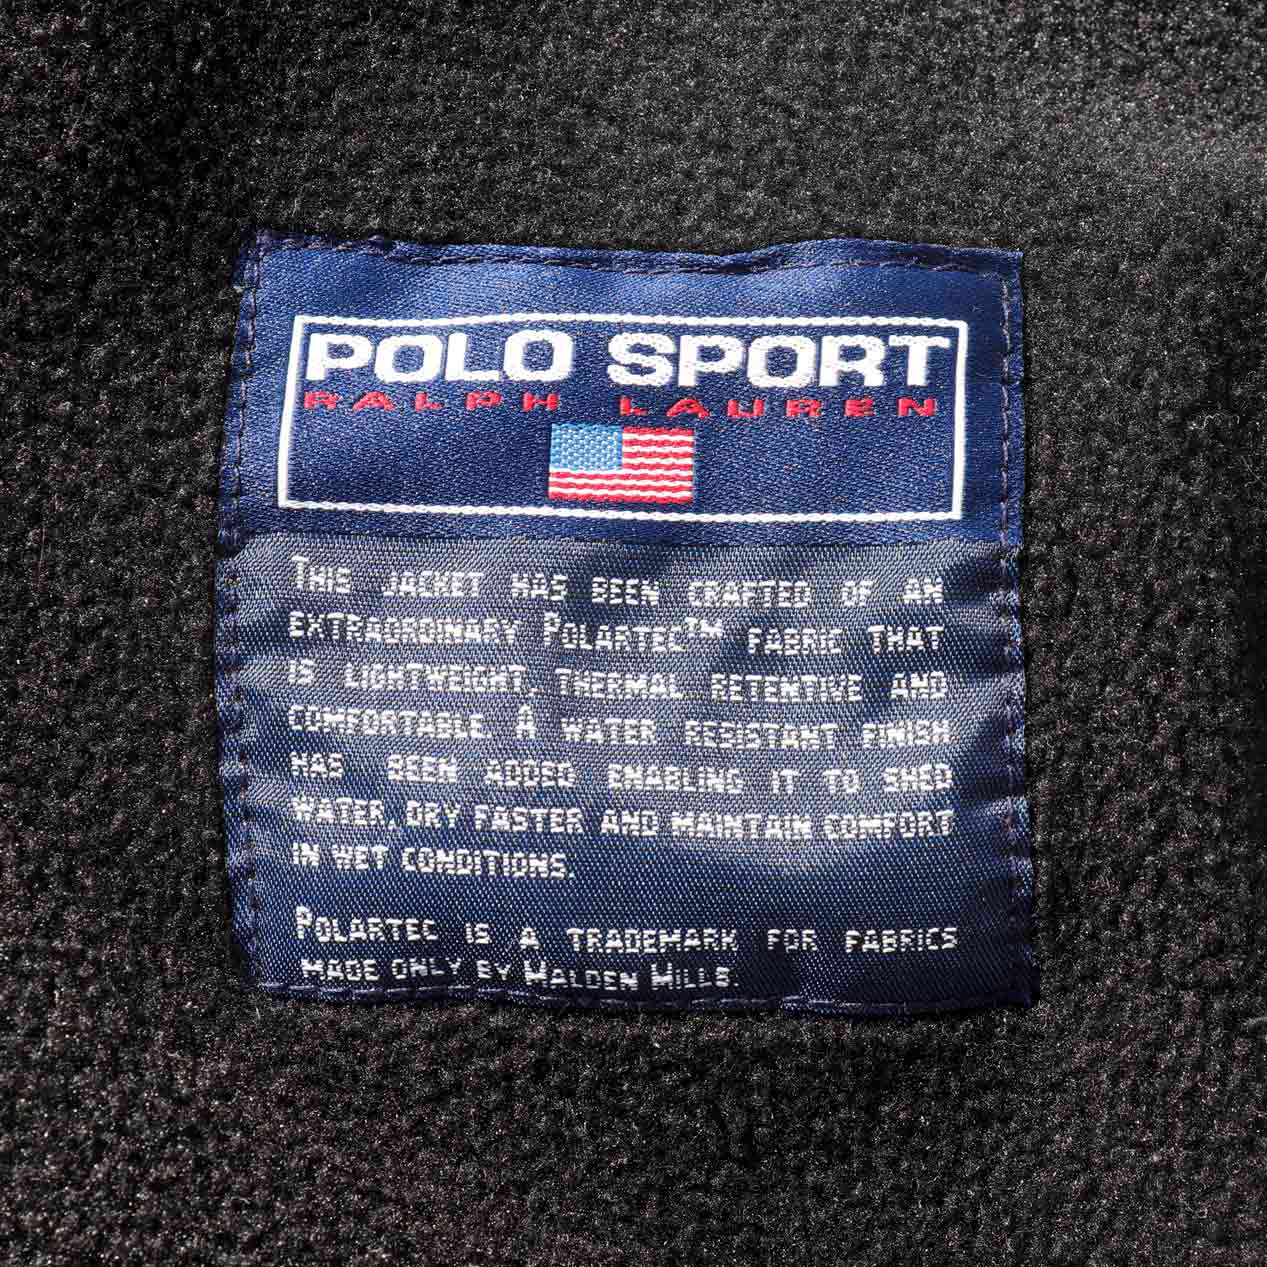 POLO SPORT
RALPH LAUREN
THIS JACKET HAS BEEN CRAFTED OF AN
EXTRAORDINARY POLARTEC™ FABRIC THAT
IS LIGHTWEIGHT, THERMAL RETENTIVE AND
COMFORTABLE A WATER RESISTANT FINISH
HAS BEEN ADDED ENABLING IT TO SHED
WATER, DRY FASTER AND MAINTAIN COMFORT
IN WET CONDITIONS.
POLARTEC IS A TRADEMARK FOR FABRICS
MADE ONLY BY MALDEN MILLS.